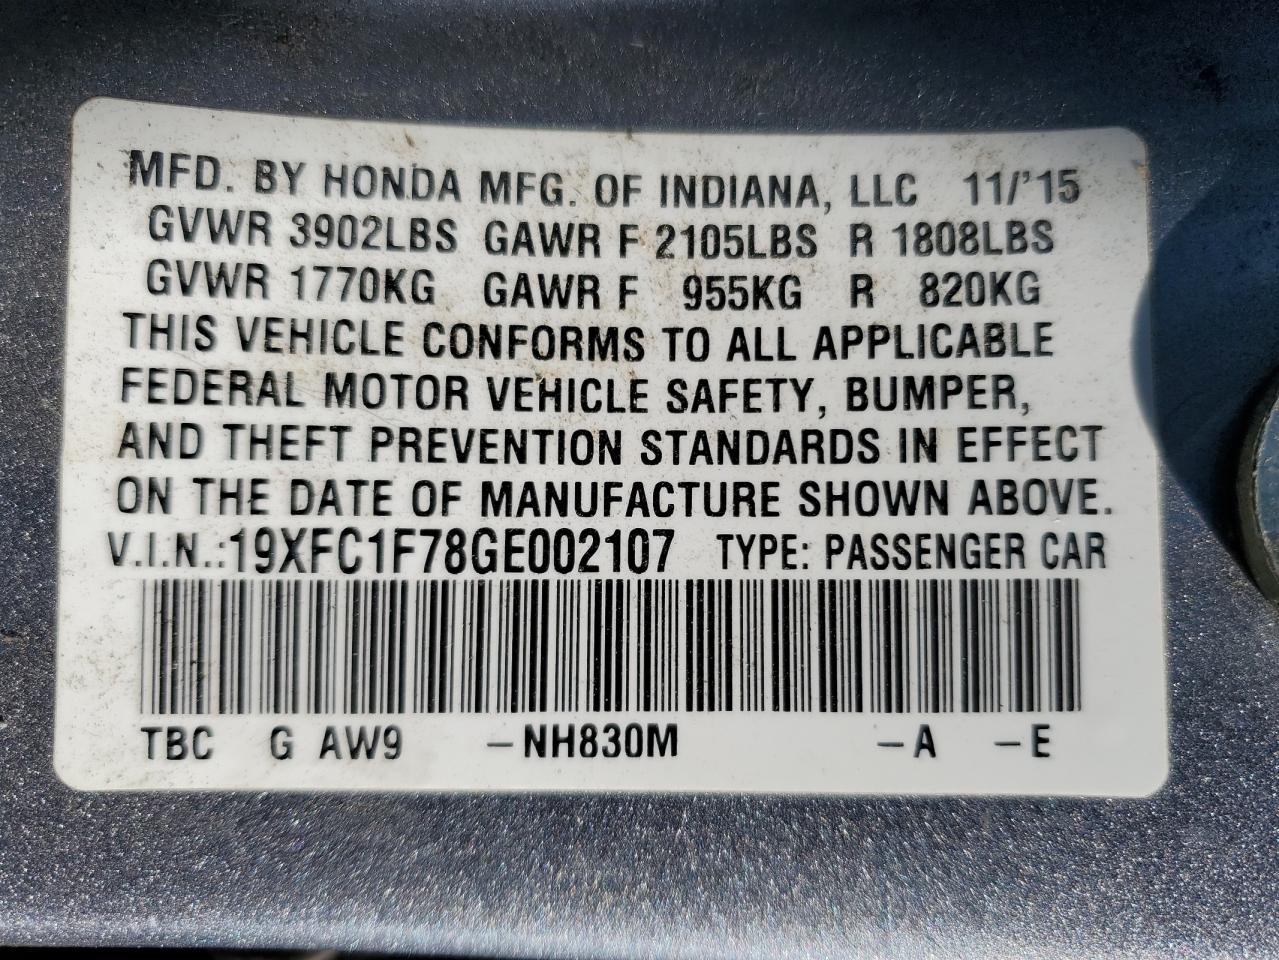 MFD. BY HONDA MFG. OF INDIANA, LLC 11/'15
GVWR 3902LBS GAWR F 2105LBS R 1808LBS
GVWR 1770KG GAWR F 955KG R 820KG
THIS VEHICLE CONFORMS TO ALL APPLICABLE
FEDERAL MOTOR VEHICLE SAFETY, BUMPER,
AND THEFT PREVENTION STANDARDS IN EFFECT
ON THE DATE OF MANUFACTURE SHOWN ABOVE.
V.I.N.:19XFC1F78GE002107 TYPE: PASSENGER CAR
TBC G AW9 –NH830M –A –E